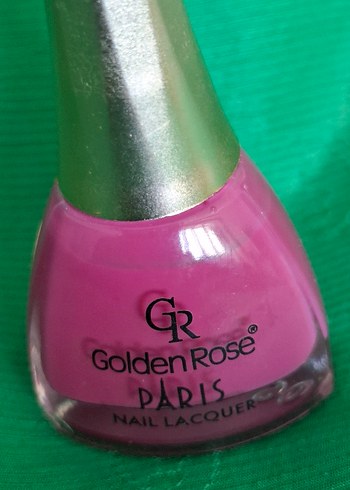 GR
Golden Rose®
PARIS
NAIL LACQUER